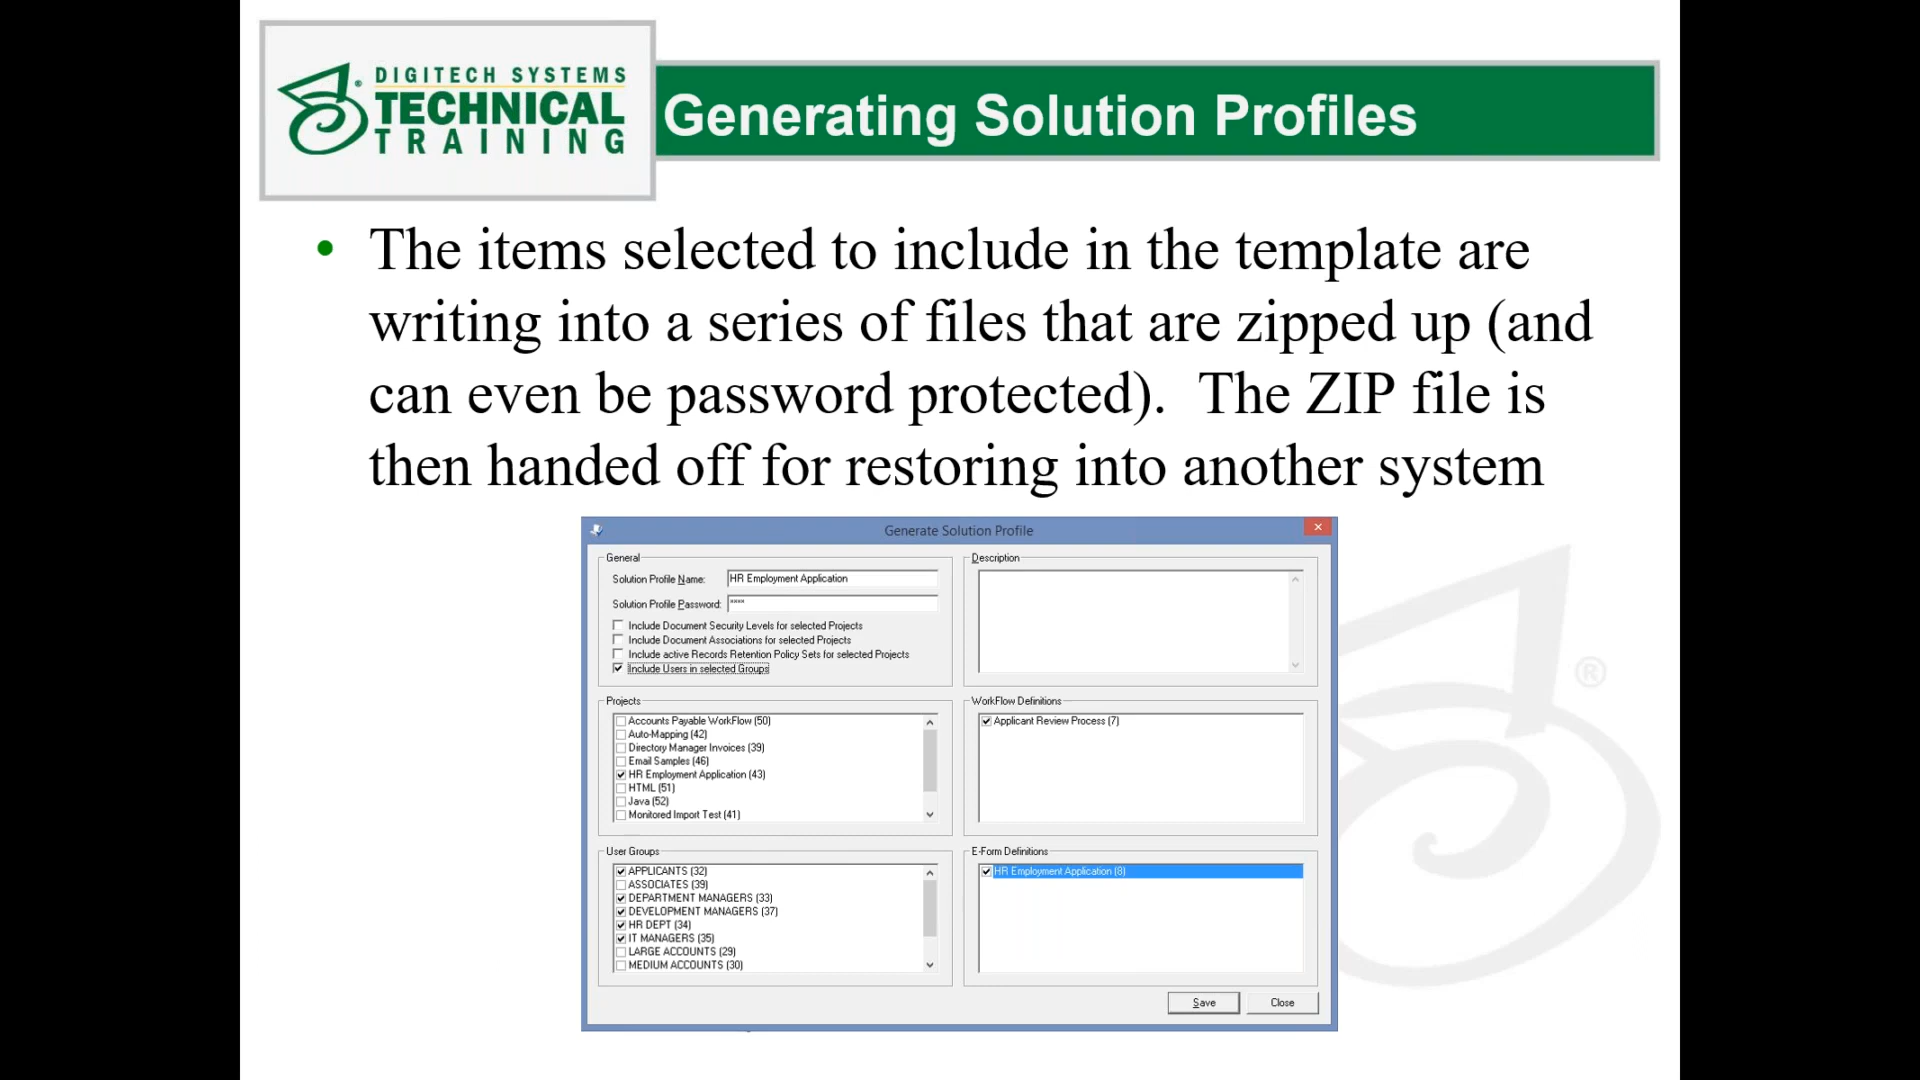 DIGITECH SYSTEMS
TECHNICAL
TRAINING
®
Generating Solution Profiles
• The items selected to include in the template are
writing into a series of files that are zipped up (and
can even be password protected).  The ZIP file is
then handed off for restoring into another system
Generate Solution Profile
General
Solution Profile Name: HR Employment Application
Solution Profile Password: ****
Include Document Security Levels for selected Projects
Include Document Associations for selected Projects
Include active Records Retention Policy Sets for selected Projects
Include Users in selected Groups
Description
Projects
Accounts Payable WorkFlow (50)
Auto-Mapping (42)
Directory Manager Invoices (39)
Email Samples (46)
HR Employment Application (43)
HTML (51)
Java (52)
Monitored Import Test (41)
WorkFlow Definitions
Applicant Review Process (7)
User Groups
APPLICANTS (32)
ASSOCIATES (39)
DEPARTMENT MANAGERS (33)
DEVELOPMENT MANAGERS (37)
HR DEPT (34)
IT MANAGERS (35)
LARGE ACCOUNTS (29)
MEDIUM ACCOUNTS (30)
E-Form Definitions
HR Employment Application (8)
Save
Close
®